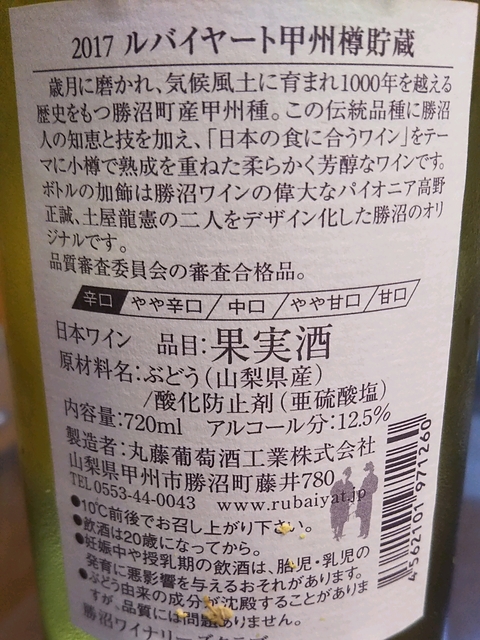 2017 ルバイヤート甲州樽貯蔵
歳月に磨かれ、気候風土に育まれ1000年を越える
歴史をもつ勝沼町産甲州種。この伝統品種に勝沼
人の知恵と技を加え、「日本の食に合うワイン」をテー
マに小樽で熟成を重ねた柔らかく芳醇なワインです。
ボトルの加飾は勝沼ワインの偉大なパイオニア高野
正誠、土屋龍憲の二人をデザイン化した勝沼のオリ
ジナルです。
品質審査委員会の審査合格品。
辛口 やや辛口 中口 やや甘口 甘口
日本ワイン 品目:果実酒
原材料名:ぶどう(山梨県産)
/酸化防止剤(亜硫酸塩)
内容量:720ml アルコール分:12.5%
製造者:丸藤葡萄酒工業株式会社
山梨県甲州市勝沼町藤井780
TEL0553-44-0043 www.rubaiyat.jp
●10℃前後でお召し上がり下さい。
●飲酒は20歳になってから。
●妊娠中や授乳期の飲酒は、胎児・乳児の
発育に悪影響を与えるおそれがあります。
●ぶどう由来の成分が沈殿することがありま
すが、品質には問題ありません。
勝沼ワイナリー
4562101971260